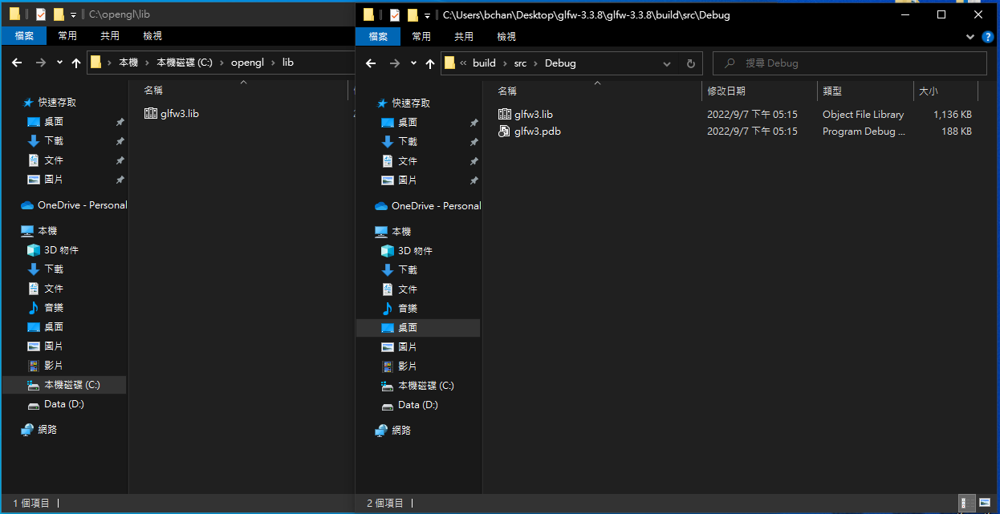 C:\opengl\lib
檔案 常用 共用 檢視
本機 本機磁碟 (C:) opengl lib
名稱
glfw3.lib
快速存取
桌面
下載
文件
圖片
OneDrive - Personal
本機
3D 物件
下載
文件
音樂
桌面
圖片
影片
本機磁碟 (C:)
Data (D:)
網路
1 個項目
C:\Users\bchan\Desktop\glfw-3.3.8\glfw-3.3.8\build\src\Debug
檔案 常用 共用 檢視
« build src Debug 搜尋 Debug
名稱 修改日期 類型 大小
glfw3.lib 2022/9/7 下午 05:15 Object File Library 1,136 KB
glfw3.pdb 2022/9/7 下午 05:15 Program Debug ... 188 KB
快速存取
桌面
下載
文件
圖片
OneDrive - Personal
本機
3D 物件
下載
文件
音樂
桌面
圖片
影片
本機磁碟 (C:)
Data (D:)
網路
2 個項目